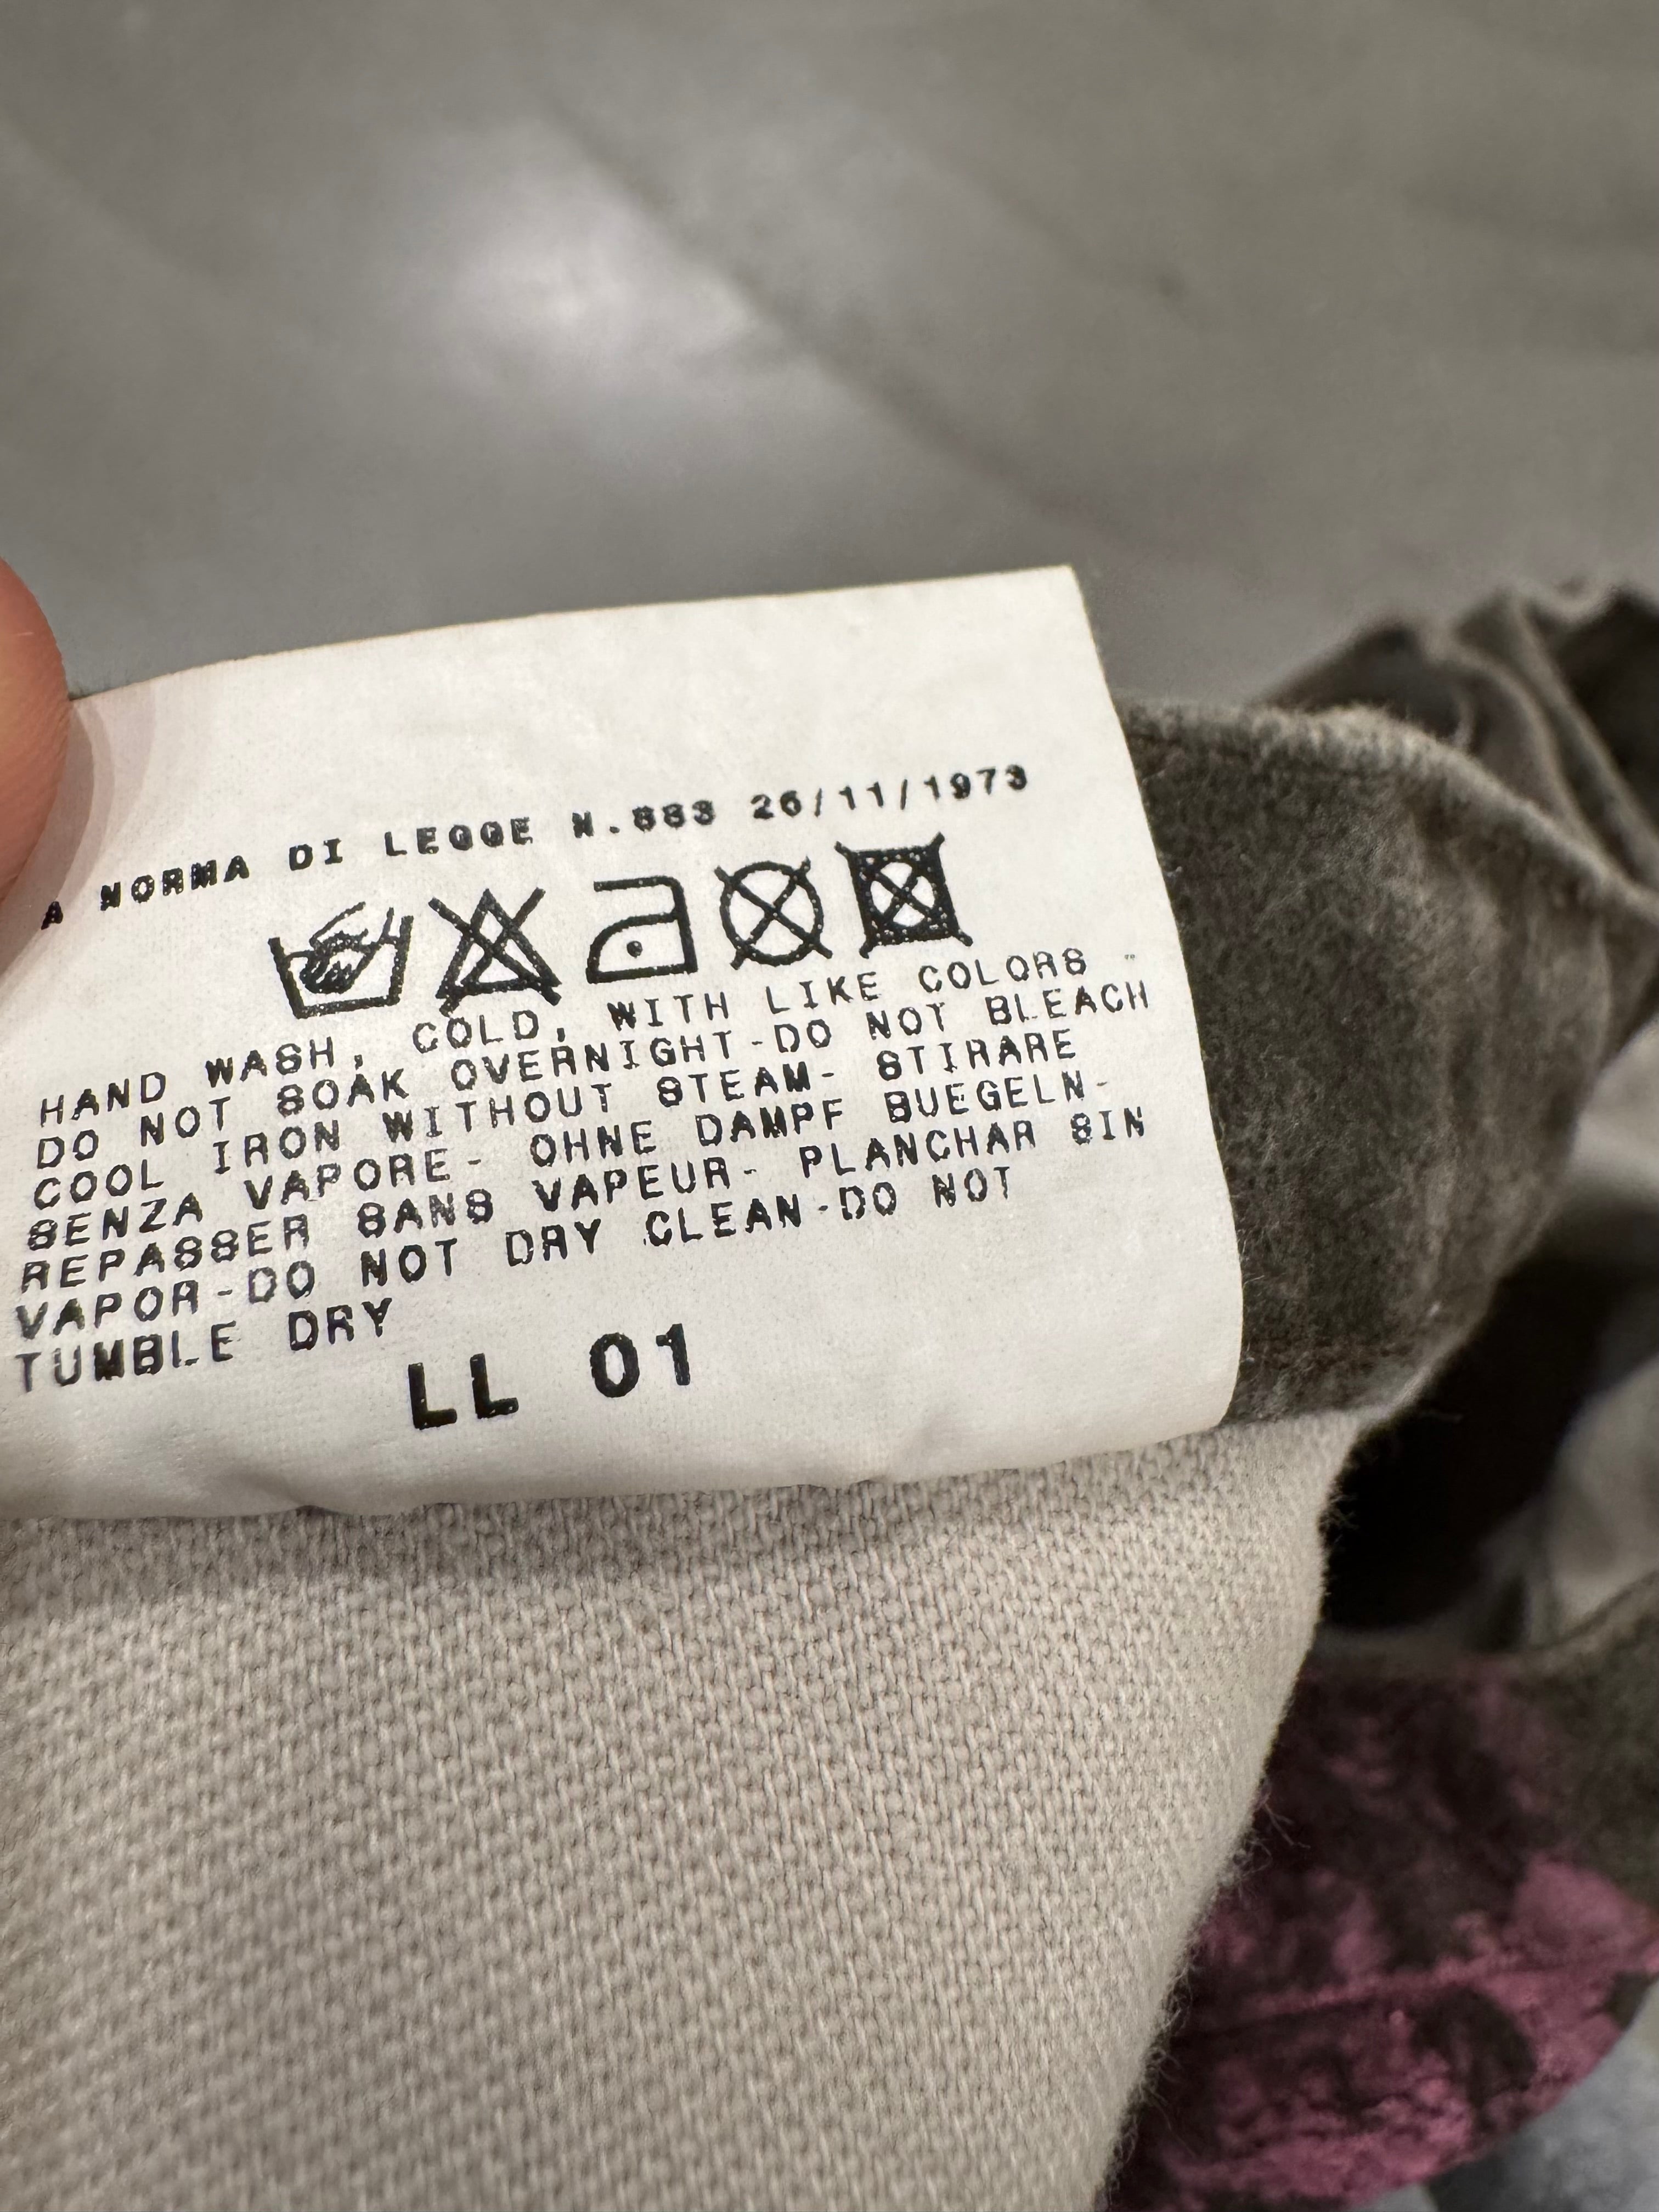 A NORMA DI LEGGE N.883 26/11/1973
HAND WASH, COLD, WITH LIKE COLORS -
DO NOT SOAK OVERNIGHT-DO NOT BLEACH
COOL IRON WITHOUT STEAM- STIRARE
SENZA VAPORE- OHNE DAMPF BUEGELN-
REPASSER SANS VAPEUR- PLANCHAR SIN
VAPOR-DO NOT DRY CLEAN-DO NOT
TUMBLE DRY
LL 01